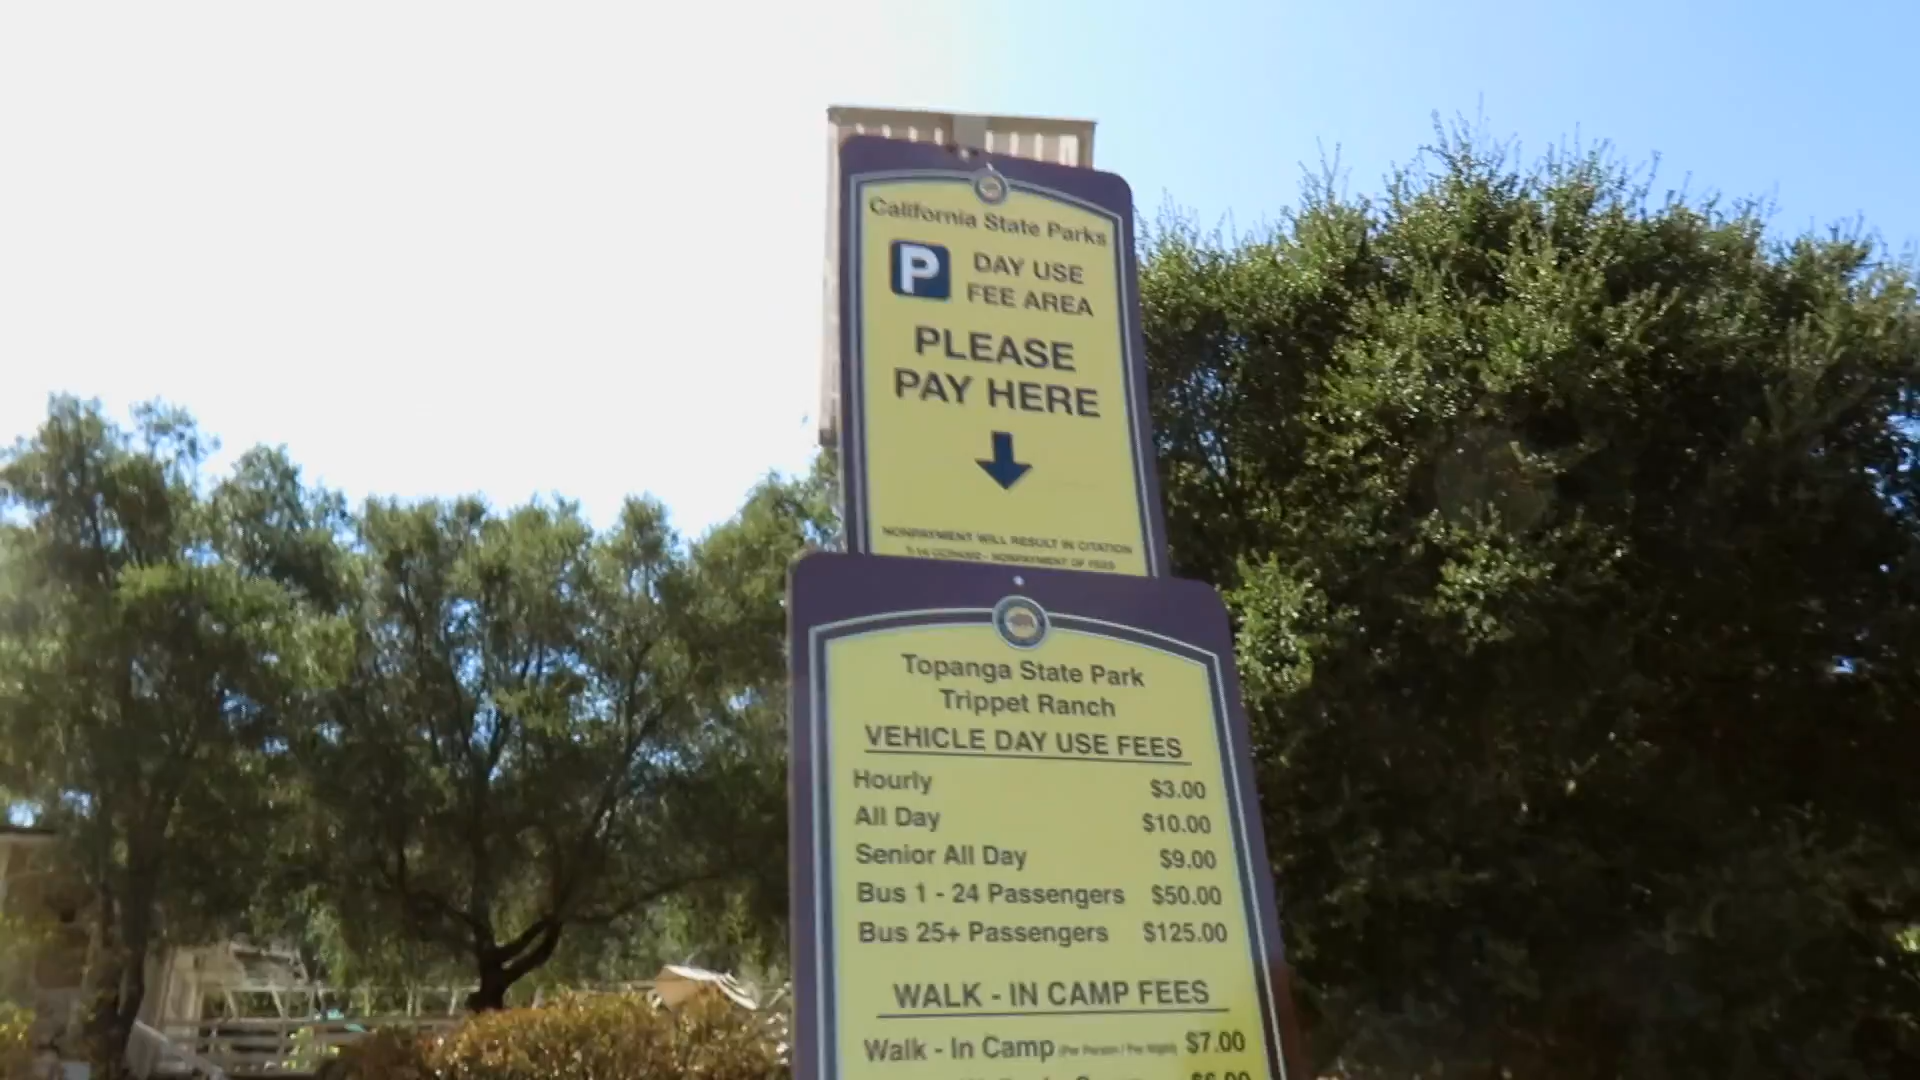 California State Parks
P
DAY USE
FEE AREA
PLEASE
PAY HERE
NONPAYMENT WILL RESULT IN CITATION
NONPAYMENT OF FEES
Topanga State Park
Trippet Ranch
VEHICLE DAY USE FEES
Hourly $3.00
All Day $10.00
Senior All Day $9.00
Bus 1 - 24 Passengers $50.00
Bus 25+ Passengers $125.00
WALK - IN CAMP FEES
Walk - In Camp (Per Person / Per Night) $7.00